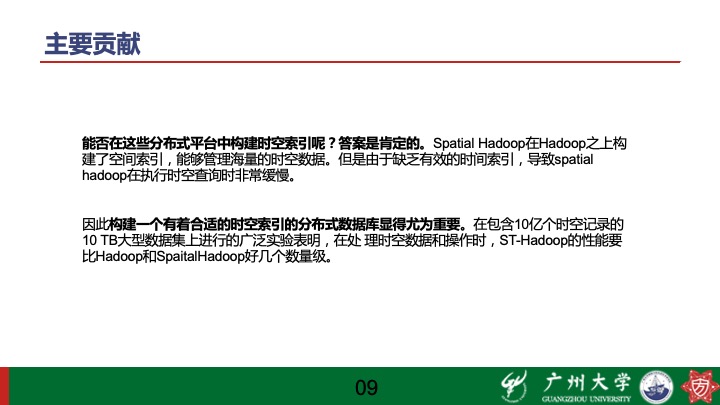 主要贡献
能否在这些分布式平台中构建时空索引呢？答案是肯定的。Spatial Hadoop在Hadoop之上构
建了空间索引，能够管理海量的时空数据。但是由于缺乏有效的时间索引，导致spatial
hadoop在执行时空查询时非常缓慢。
因此构建一个有着合适的时空索引的分布式数据库显得尤为重要。在包含10亿个时空记录的
10 TB大型数据集上进行的广泛实验表明，在处 理时空数据和操作时，ST-Hadoop的性能要
比Hadoop和SpaitalHadoop好几个数量级。
09
广州大学
GUANGZHOU UNIVERSITY